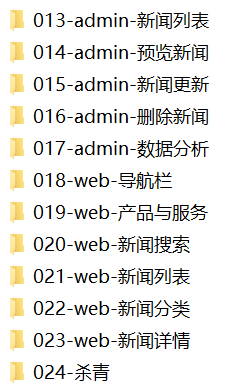 013-admin-新闻列表
014-admin-预览新闻
015-admin-新闻更新
016-admin-删除新闻
017-admin-数据分析
018-web-导航栏
019-web-产品与服务
020-web-新闻搜索
021-web-新闻列表
022-web-新闻分类
023-web-新闻详情
024-杀青